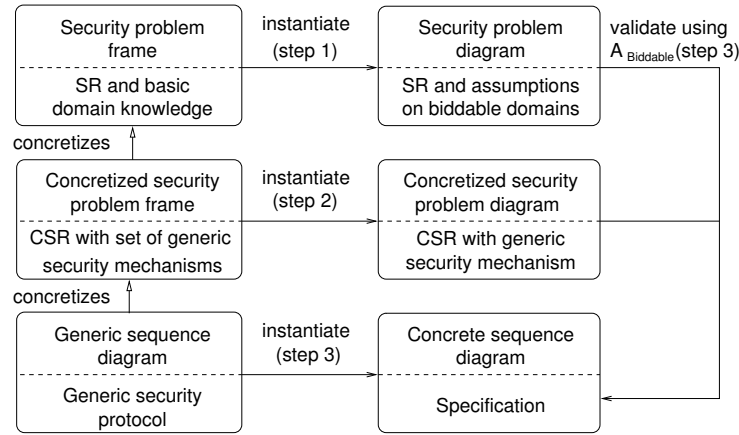 Security problem
frame
SR and basic
domain knowledge
instantiate
(step 1)
Security problem
diagram
SR and assumptions
on biddable domains
validate using
A Biddable (step 3)
concretizes
Concretized security
problem frame
CSR with set of generic
security mechanisms
instantiate
(step 2)
Concretized security
problem diagram
CSR with generic
security mechanism
concretizes
Generic sequence
diagram
Generic security
protocol
instantiate
(step 3)
Concrete sequence
diagram
Specification